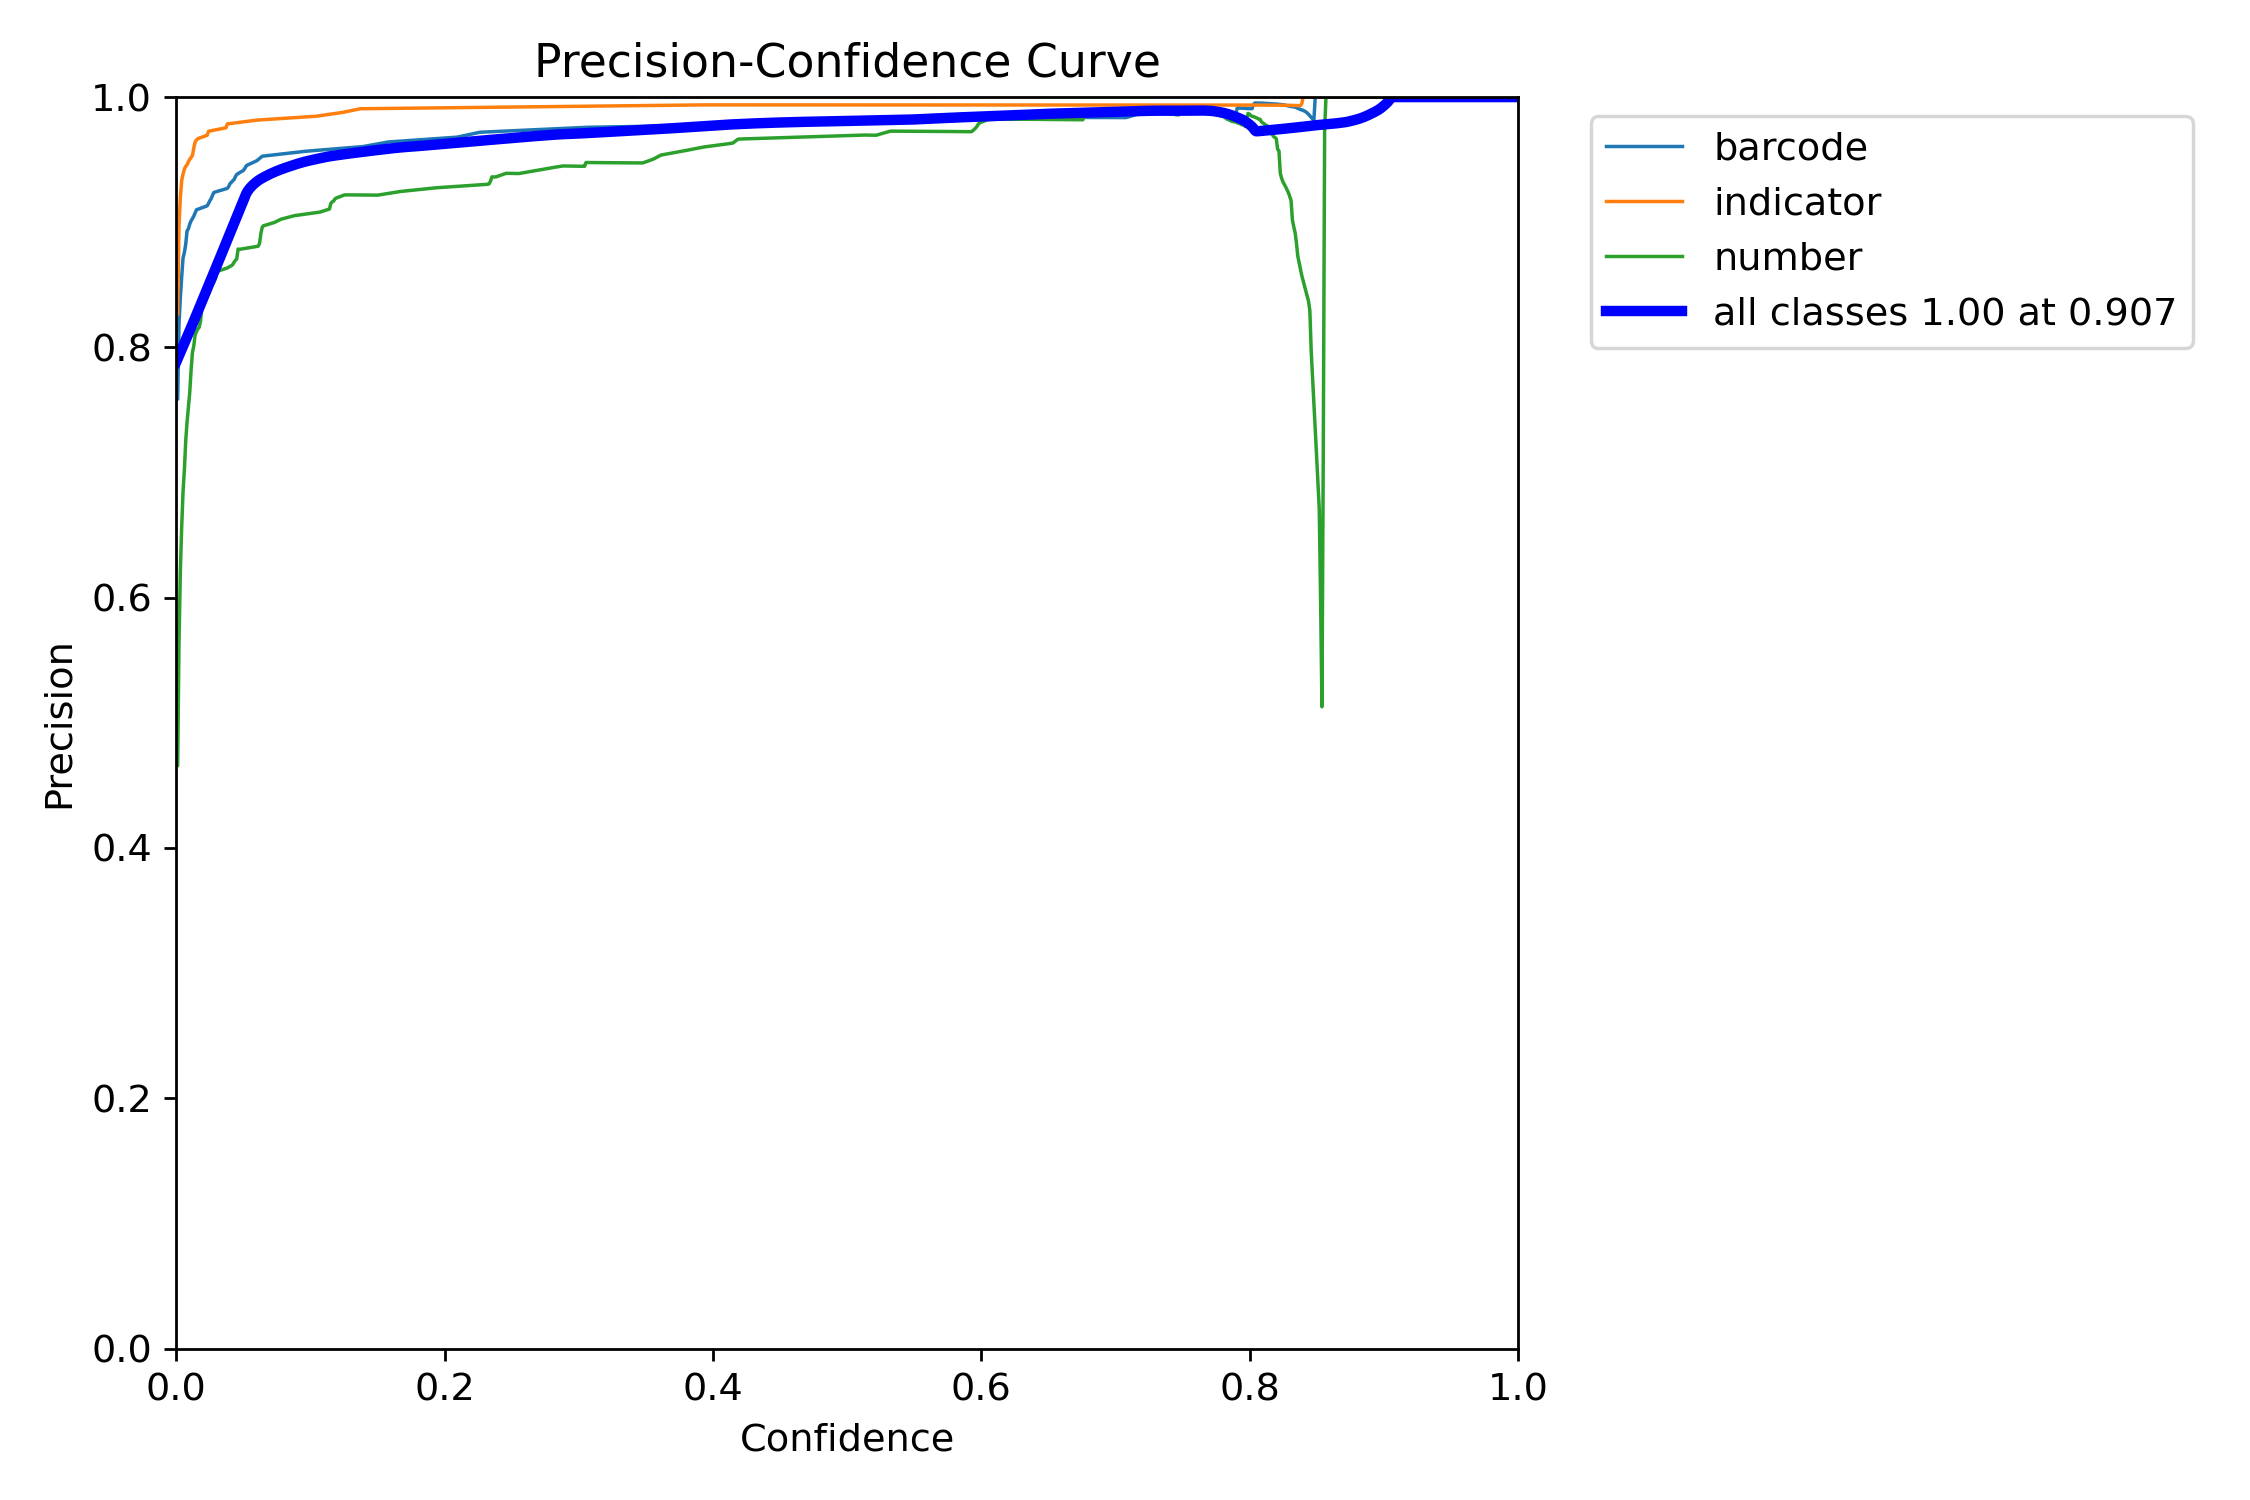 Precision-Confidence Curve
1.0
0.8
0.6
0.4
0.2
0.0
Precision
0.0 0.2 0.4 0.6 0.8 1.0
Confidence
barcode
indicator
number
all classes 1.00 at 0.907